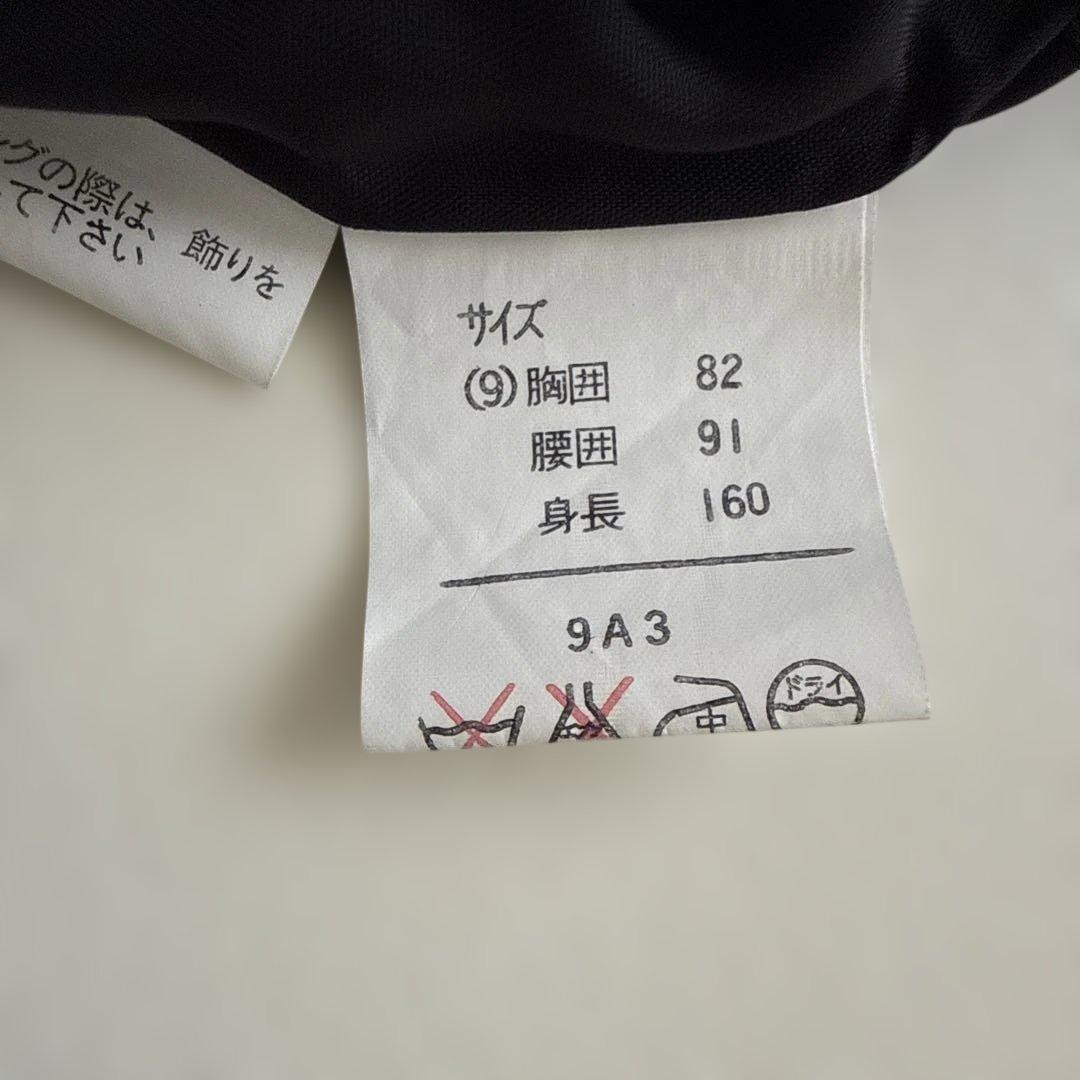 グの際は、飾りを
て下さい
サイズ
(9) 胸囲 82
腰囲 91
身長 160
9A3
中 ドライ